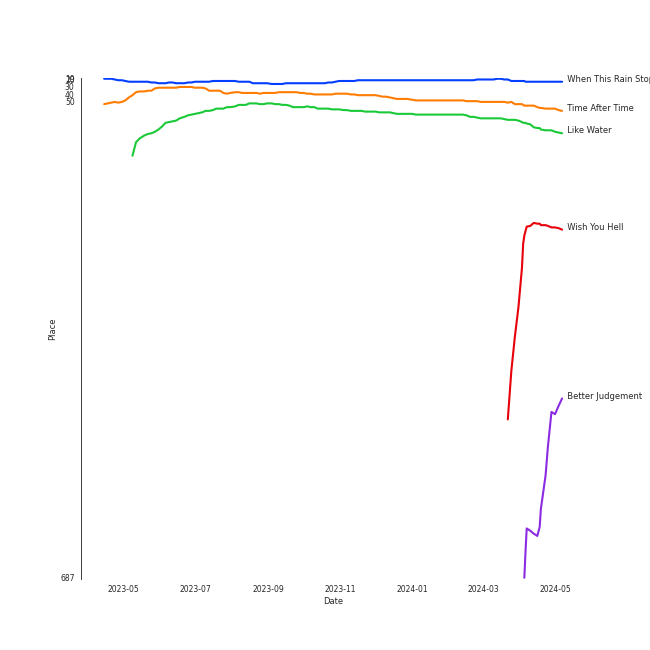 10
20
30
40
50
687
Place
When This Rain Stop
Time After Time
Like Water
Wish You Hell
Better Judgement
2023-05 2023-07 2023-09 2023-11 2024-01 2024-03 2024-05
Date